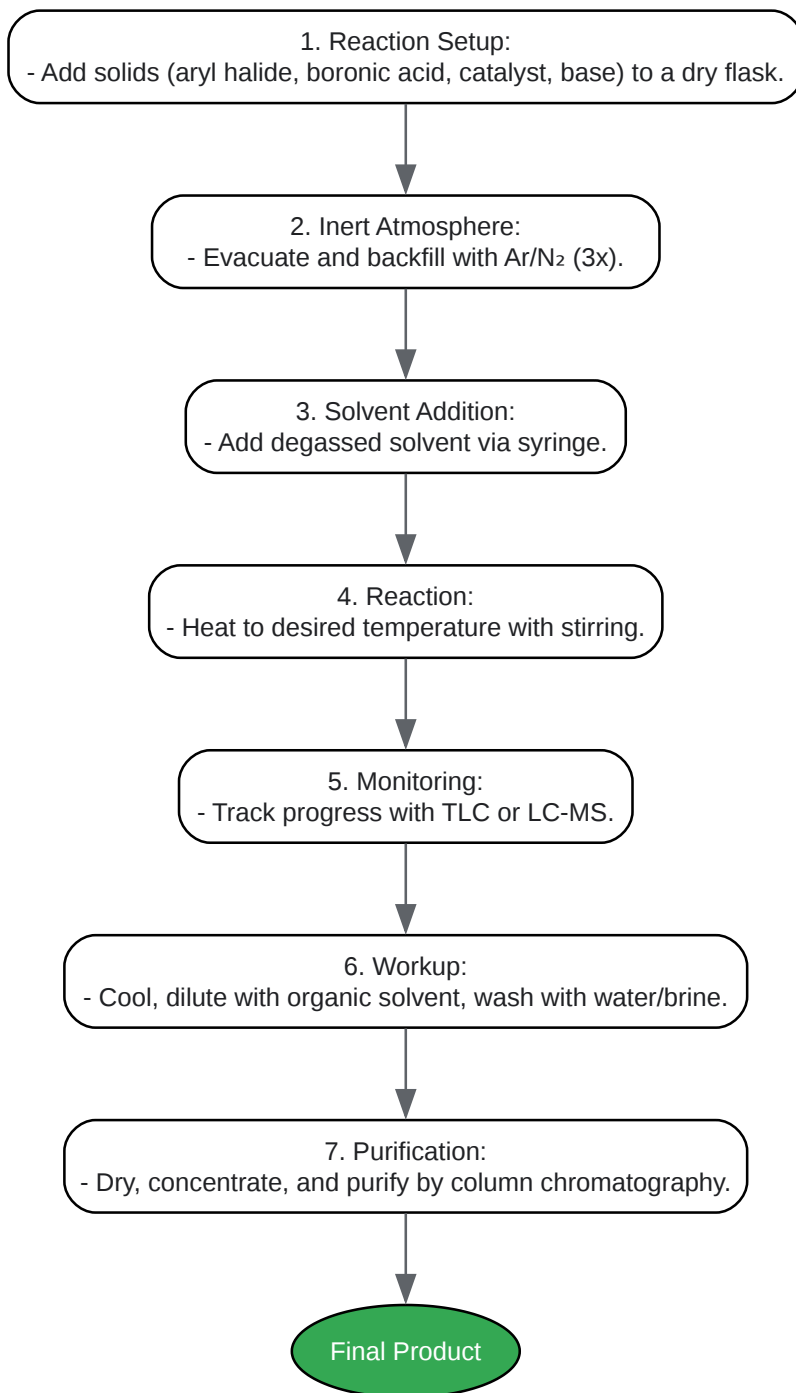 1. Reaction Setup:
- Add solids (aryl halide, boronic acid, catalyst, base) to a dry flask.
2. Inert Atmosphere:
- Evacuate and backfill with Ar/N₂ (3x).
3. Solvent Addition:
- Add degassed solvent via syringe.
4. Reaction:
- Heat to desired temperature with stirring.
5. Monitoring:
- Track progress with TLC or LC-MS.
6. Workup:
- Cool, dilute with organic solvent, wash with water/brine.
7. Purification:
- Dry, concentrate, and purify by column chromatography.
Final Product